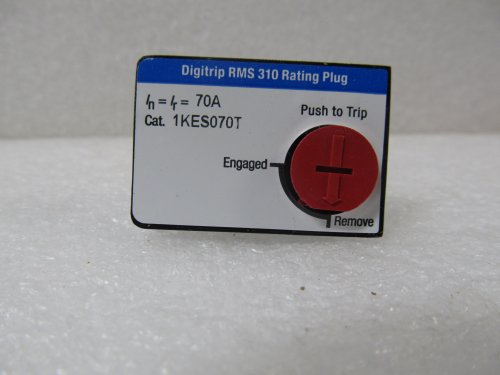 Digitrip RMS 310 Rating Plug
In = Ir = 70A
Push to Trip
Cat. 1KES070T
Engaged
Remove